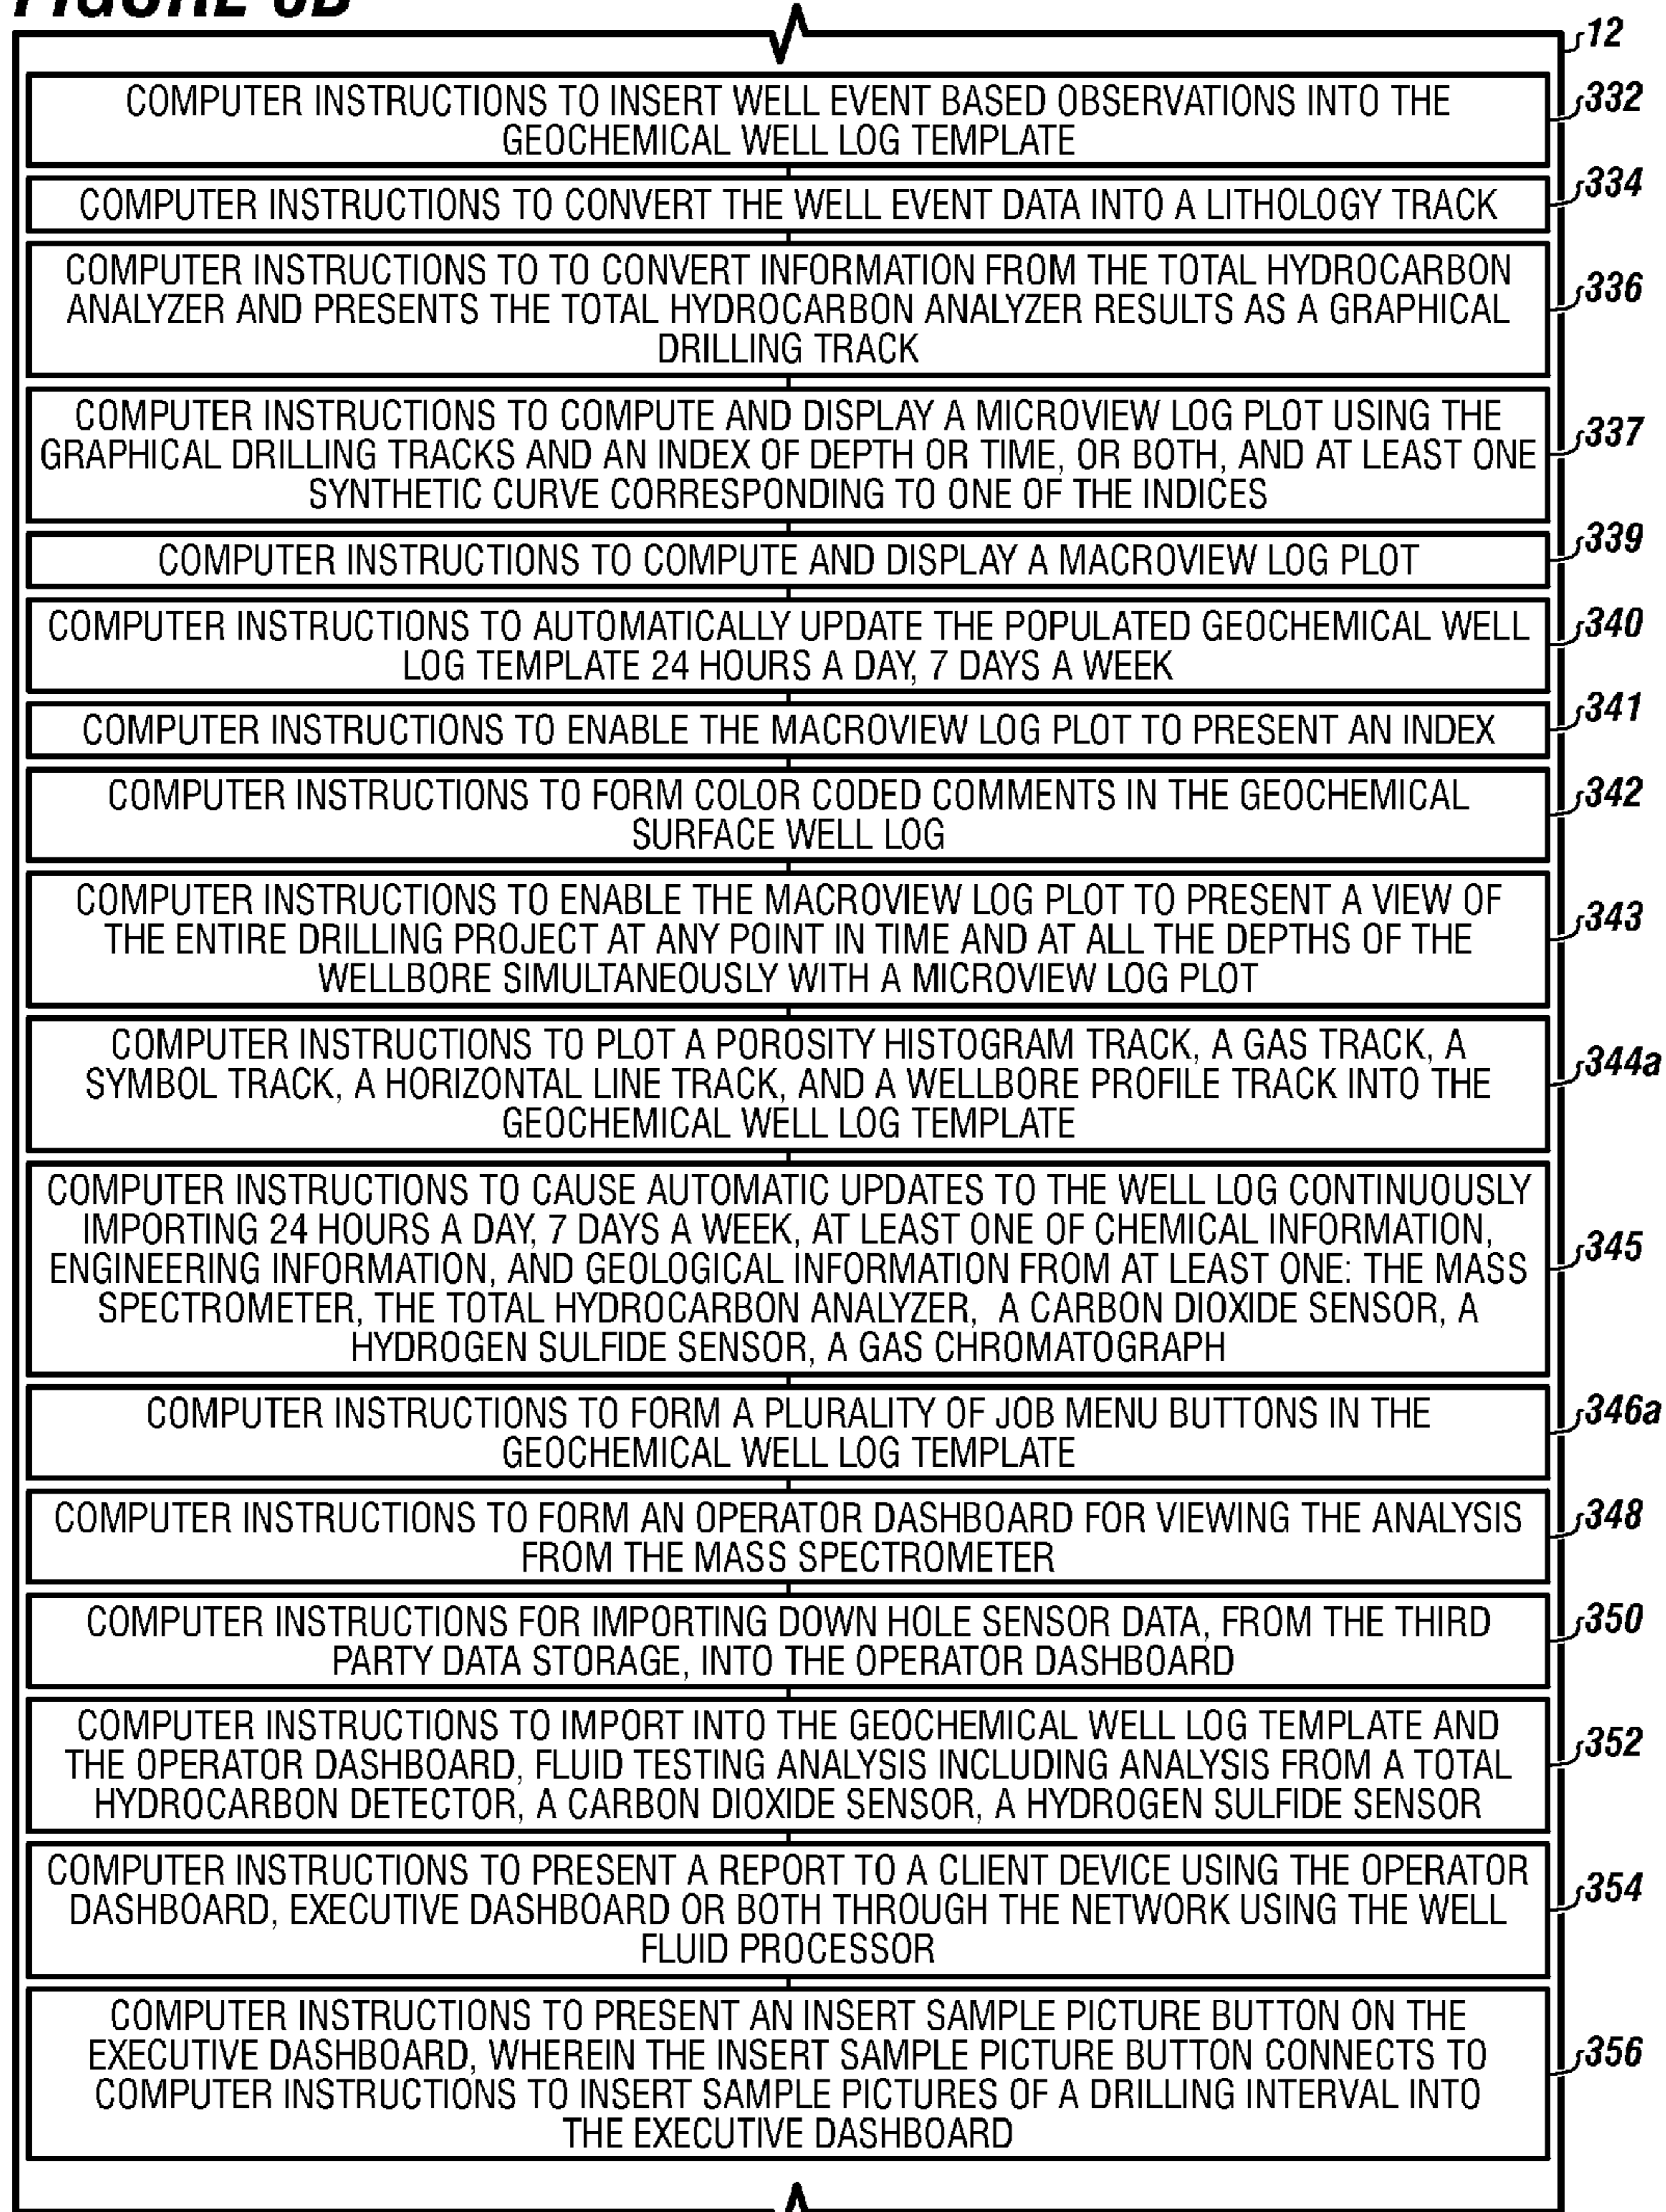 FIGURE
12
COMPUTER INSTRUCTIONS TO INSERT WELL EVENT BASED OBSERVATIONS INTO THE
GEOCHEMICAL WELL LOG TEMPLATE
332
COMPUTER INSTRUCTIONS TO CONVERT THE WELL EVENT DATA INTO A LITHOLOGY TRACK
334
COMPUTER INSTRUCTIONS TO TO CONVERT INFORMATION FROM THE TOTAL HYDROCARBON
ANALYZER AND PRESENTS THE TOTAL HYDROCARBON ANALYZER RESULTS AS A GRAPHICAL
DRILLING TRACK
336
COMPUTER INSTRUCTIONS TO COMPUTE AND DISPLAY A MICROVIEW LOG PLOT USING THE
GRAPHICAL DRILLING TRACKS AND AN INDEX OF DEPTH OR TIME, OR BOTH, AND AT LEAST ONE
SYNTHETIC CURVE CORRESPONDING TO ONE OF THE INDICES
337
COMPUTER INSTRUCTIONS TO COMPUTE AND DISPLAY A MACROVIEW LOG PLOT
339
COMPUTER INSTRUCTIONS TO AUTOMATICALLY UPDATE THE POPULATED GEOCHEMICAL WELL
LOG TEMPLATE 24 HOURS A DAY, 7 DAYS A WEEK
340
COMPUTER INSTRUCTIONS TO ENABLE THE MACROVIEW LOG PLOT TO PRESENT AN INDEX
341
COMPUTER INSTRUCTIONS TO FORM COLOR CODED COMMENTS IN THE GEOCHEMICAL
SURFACE WELL LOG
342
COMPUTER INSTRUCTIONS TO ENABLE THE MACROVIEW LOG PLOT TO PRESENT A VIEW OF
THE ENTIRE DRILLING PROJECT AT ANY POINT IN TIME AND AT ALL THE DEPTHS OF THE
WELLBORE SIMULTANEOUSLY WITH A MICROVIEW LOG PLOT
343
COMPUTER INSTRUCTIONS TO PLOT A POROSITY HISTOGRAM TRACK, A GAS TRACK, A
SYMBOL TRACK, A HORIZONTAL LINE TRACK, AND A WELLBORE PROFILE TRACK INTO THE
GEOCHEMICAL WELL LOG TEMPLATE
344a
COMPUTER INSTRUCTIONS TO CAUSE AUTOMATIC UPDATES TO THE WELL LOG CONTINUOUSLY
IMPORTING 24 HOURS A DAY, 7 DAYS A WEEK, AT LEAST ONE OF CHEMICAL INFORMATION,
ENGINEERING INFORMATION, AND GEOLOGICAL INFORMATION FROM AT LEAST ONE: THE MASS
SPECTROMETER, THE TOTAL HYDROCARBON ANALYZER, A CARBON DIOXIDE SENSOR, A
HYDROGEN SULFIDE SENSOR, A GAS CHROMATOGRAPH
345
COMPUTER INSTRUCTIONS TO FORM A PLURALITY OF JOB MENU BUTTONS IN THE
GEOCHEMICAL WELL LOG TEMPLATE
346a
COMPUTER INSTRUCTIONS TO FORM AN OPERATOR DASHBOARD FOR VIEWING THE ANALYSIS
FROM THE MASS SPECTROMETER
348
COMPUTER INSTRUCTIONS FOR IMPORTING DOWN HOLE SENSOR DATA, FROM THE THIRD
PARTY DATA STORAGE, INTO THE OPERATOR DASHBOARD
350
COMPUTER INSTRUCTIONS TO IMPORT INTO THE GEOCHEMICAL WELL LOG TEMPLATE AND
THE OPERATOR DASHBOARD, FLUID TESTING ANALYSIS INCLUDING ANALYSIS FROM A TOTAL
HYDROCARBON DETECTOR, A CARBON DIOXIDE SENSOR, A HYDROGEN SULFIDE SENSOR
352
COMPUTER INSTRUCTIONS TO PRESENT A REPORT TO A CLIENT DEVICE USING THE OPERATOR
DASHBOARD, EXECUTIVE DASHBOARD OR BOTH THROUGH THE NETWORK USING THE WELL
FLUID PROCESSOR
354
COMPUTER INSTRUCTIONS TO PRESENT AN INSERT SAMPLE PICTURE BUTTON ON THE
EXECUTIVE DASHBOARD, WHEREIN THE INSERT SAMPLE PICTURE BUTTON CONNECTS TO
COMPUTER INSTRUCTIONS TO INSERT SAMPLE PICTURES OF A DRILLING INTERVAL INTO
THE EXECUTIVE DASHBOARD
356